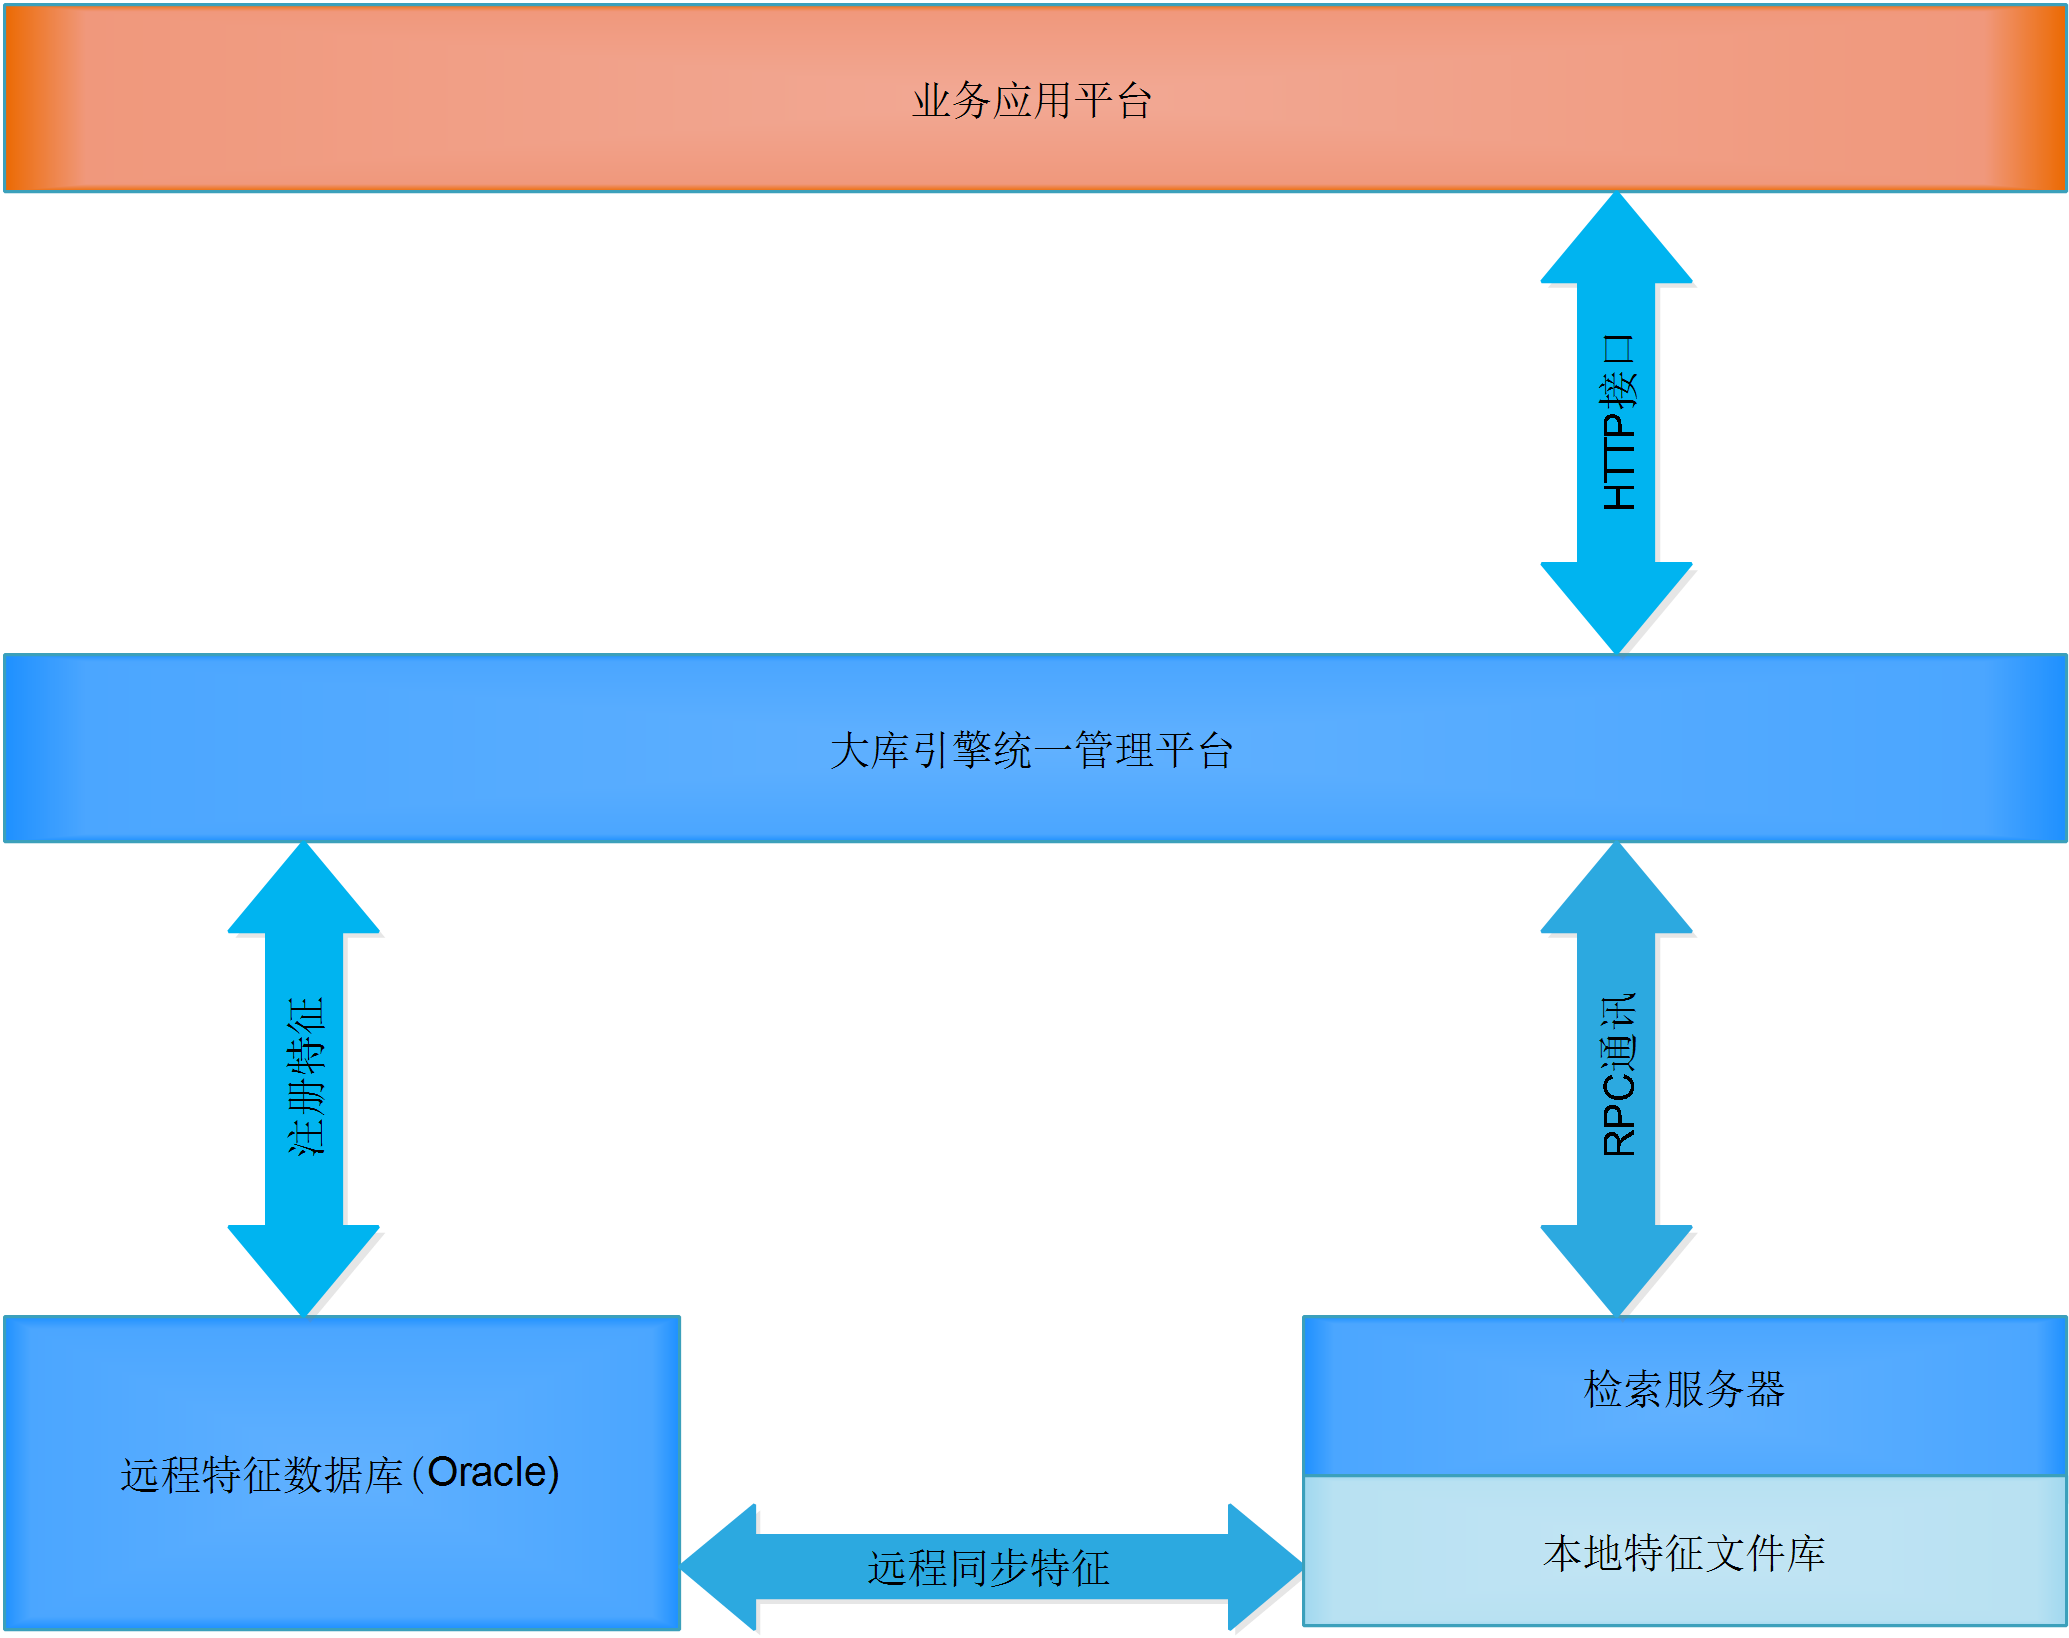 业务应用平台
HTTP接口
大库引擎统一管理平台
注册特征
RPC通讯
远程特征数据库(Oracle)
检索服务器
本地特征文件库
远程同步特征